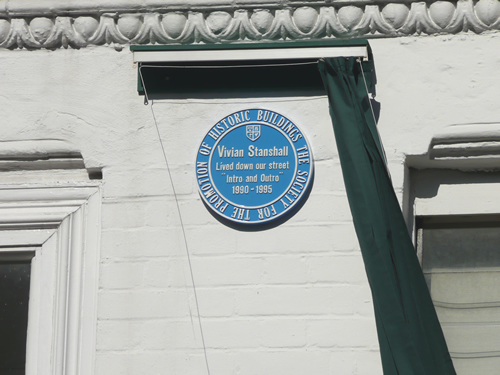 THE SOCIETY FOR THE PROMOTION OF HISTORIC BUILDINGS
Vivian Stanshall
Lived down our street
"Intro and Outro"
1990 - 1995